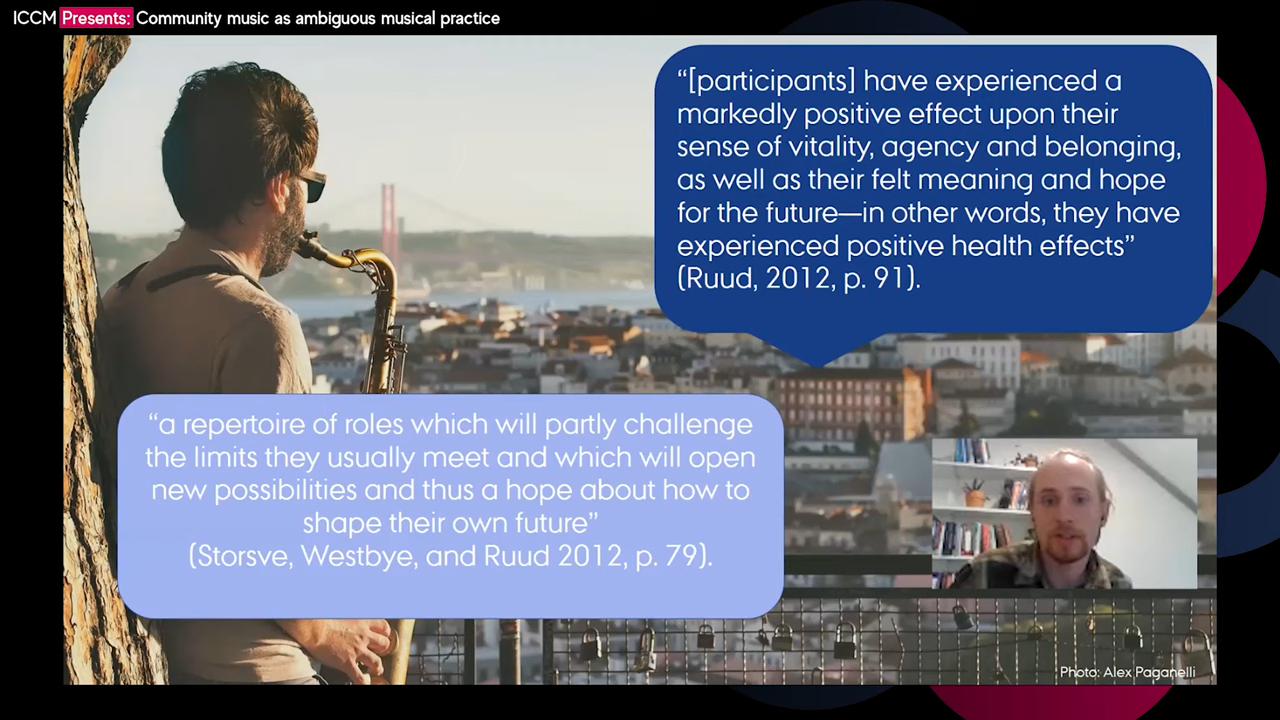 ICCM Presents: Community music as ambiguous musical practice
“[participants] have experienced a
markedly positive effect upon their
sense of vitality, agency and belonging,
as well as their felt meaning and hope
for the future—in other words, they have
experienced positive health effects”
(Ruud, 2012, p. 91).
“a repertoire of roles which will partly challenge
the limits they usually meet and which will open
new possibilities and thus a hope about how to
shape their own future”
(Storsve, Westbye, and Ruud 2012, p. 79).
Photo: Alex Paganelli